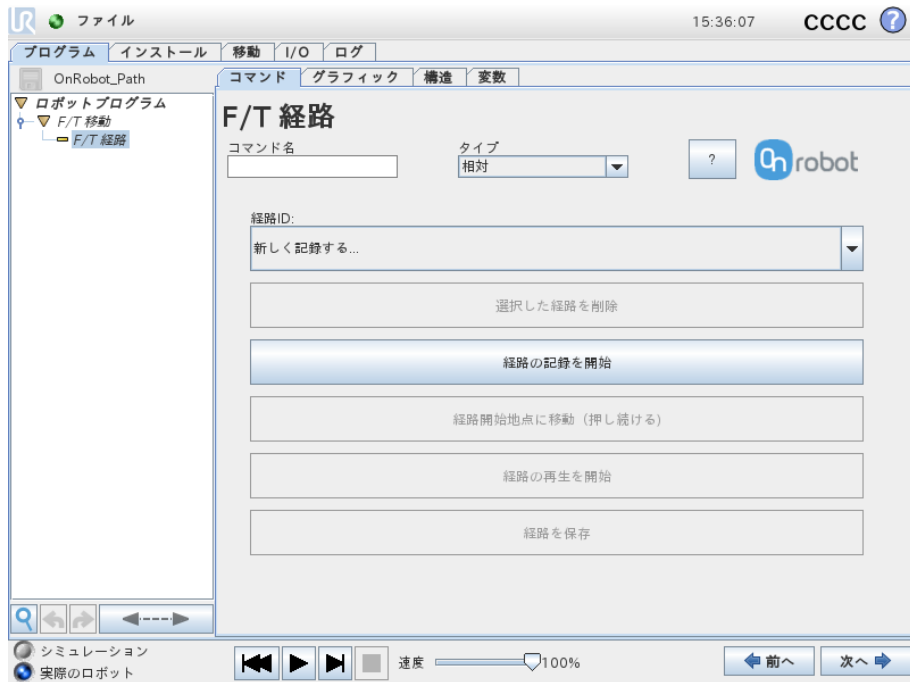 UR ファイル 15:36:07 CCCC ?
プログラム インストール 移動 I/O ログ
OnRobot_Path
コマンド グラフィック 構造 変数
ロボットプログラム
F/T 移動
F/T 経路
F/T 経路
コマンド名
タイプ
相対
?
On robot
経路ID:
新しく記録する...
選択した経路を削除
経路の記録を開始
経路開始地点に移動（押し続ける)
経路の再生を開始
経路を保存
シミュレーション
実際のロボット
速度 100%
前へ 次へ